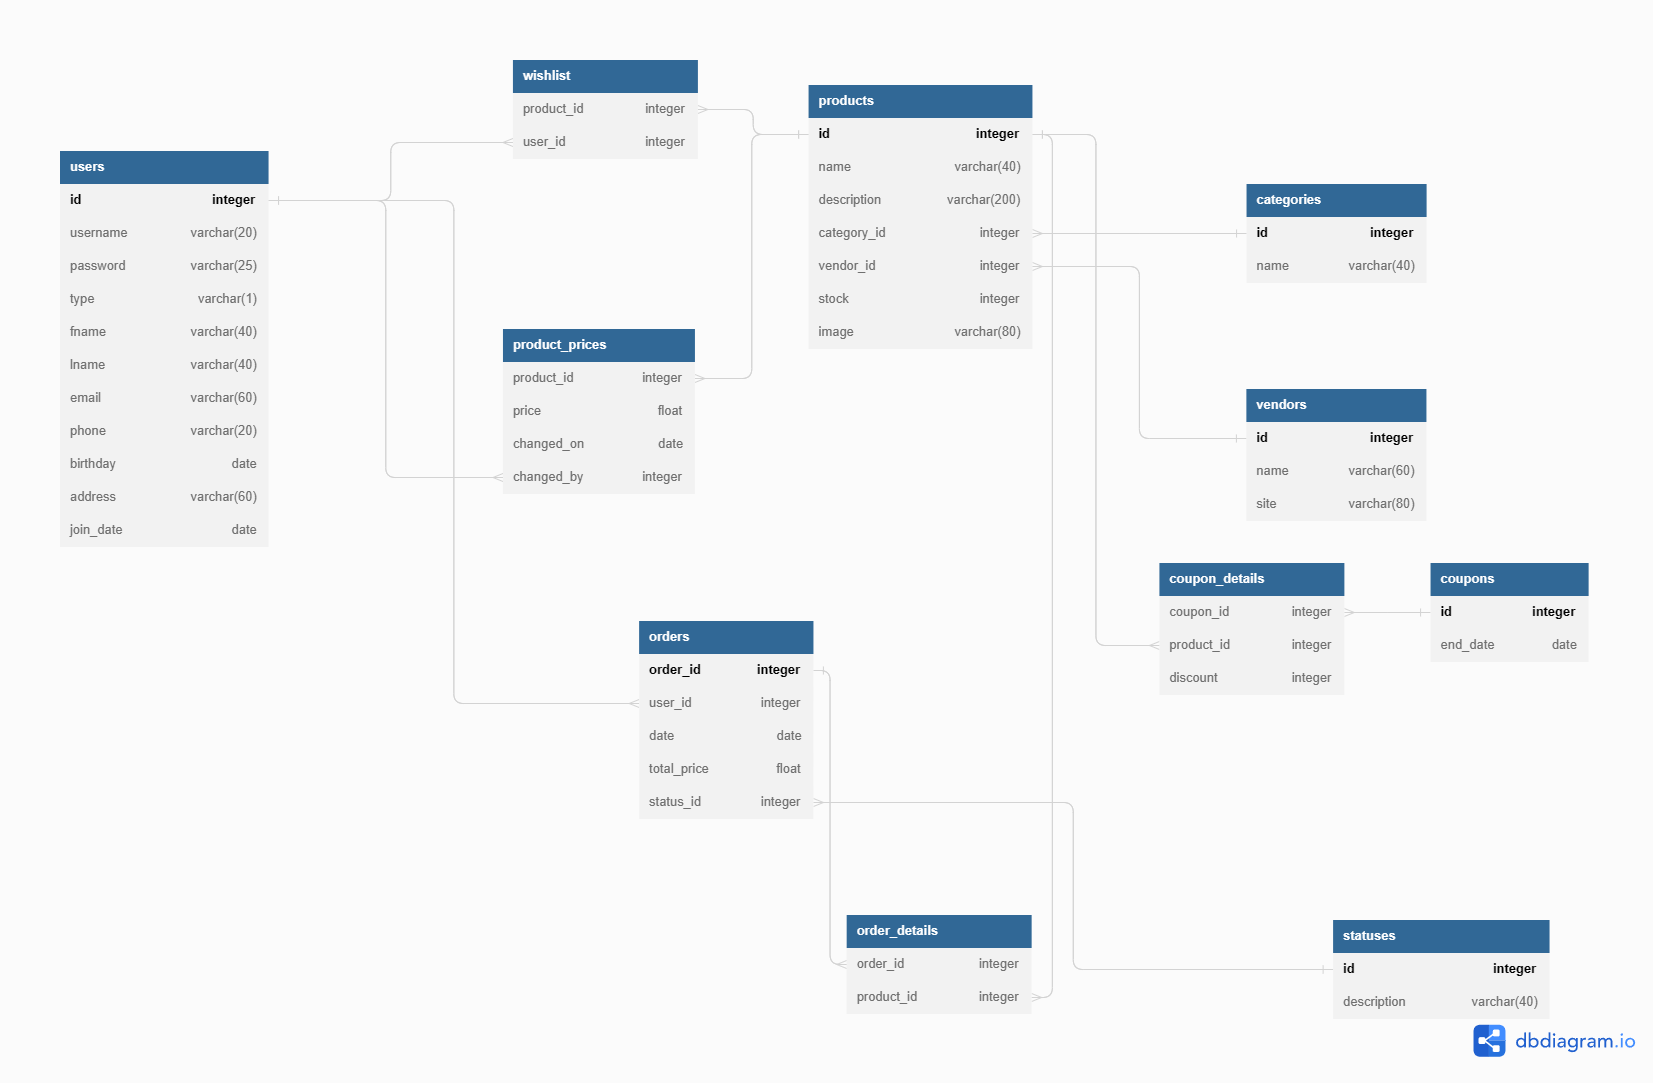 wishlist
product_id integer
user_id integer
users
id integer
username varchar(20)
password varchar(25)
type varchar(1)
fname varchar(40)
lname varchar(40)
email varchar(60)
phone varchar(20)
birthday date
address varchar(60)
join_date date
product_prices
product_id integer
price float
changed_on date
changed_by integer
products
id integer
name varchar(40)
description varchar(200)
category_id integer
vendor_id integer
stock integer
image varchar(80)
categories
id integer
name varchar(40)
vendors
id integer
name varchar(60)
site varchar(80)
coupon_details
coupon_id integer
product_id integer
discount integer
coupons
id integer
end_date date
orders
order_id integer
user_id integer
date date
total_price float
status_id integer
order_details
order_id integer
product_id integer
statuses
id integer
description varchar(40)
dbdiagram.io